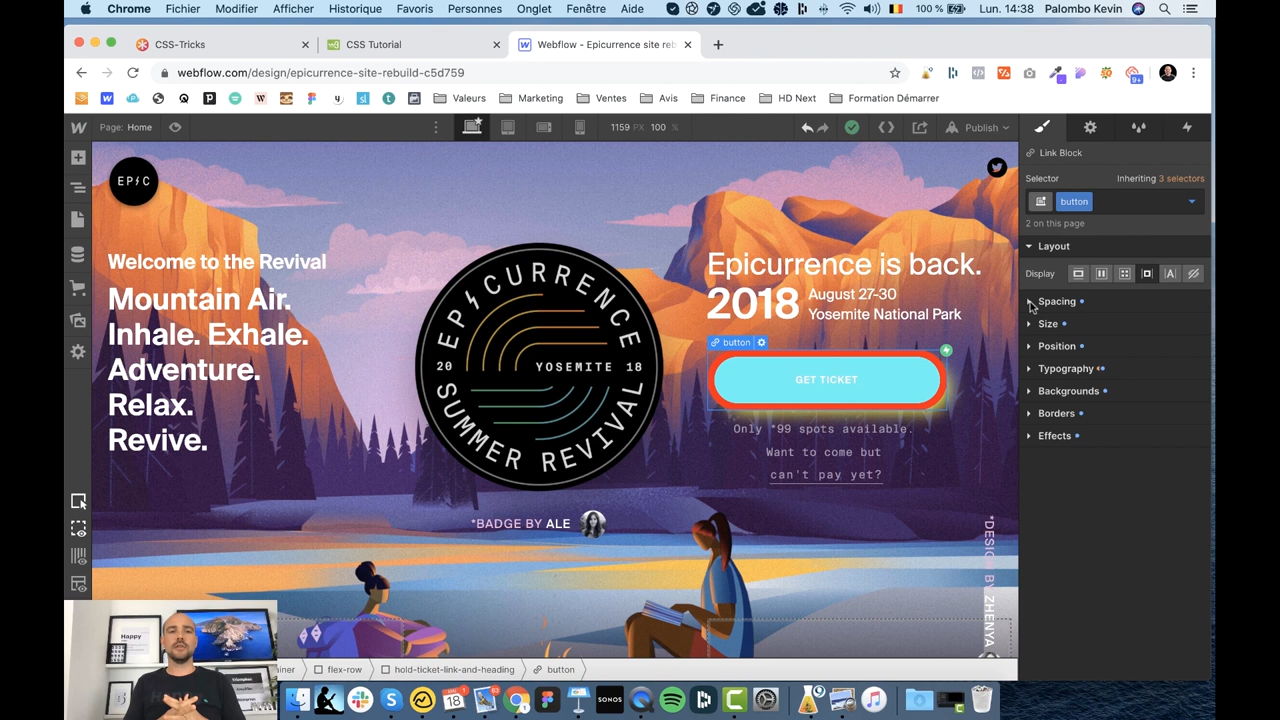 Chrome Fichier Modifier Afficher Historique Favoris Personnes Onglet Fenêtre Aide 100 % Lun. 14:38 Palombo Kevin
CSS-Tricks CSS Tutorial Webflow - Epicurrence site reb
webflow.com/design/epicurrence-site-rebuild-c5d759
Valeurs Marketing Ventes Avis Finance HD Next Formation Démarrer
Page: Home 1159 PX 100 % Publish
Link Block
Selector Inheriting 3 selectors
button
2 on this page
Layout
Display
Spacing
Size
Position
Typography
Backgrounds
Borders
Effects
EPIC
Welcome to the Revival
Mountain Air.
Inhale. Exhale.
Adventure.
Relax.
Revive.
EPICURRENCE
20 YOSEMITE 18
SUMMER REVIVAL
*BADGE BY ALE
Epicurrence is back.
2018 August 27-30
Yosemite National Park
button
GET TICKET
Only *99 spots available.
Want to come but
can't pay yet?
*DESIGN BY ZHENYA
flex-row hold-ticket-link-and-heading button
Happy
SONOS
18